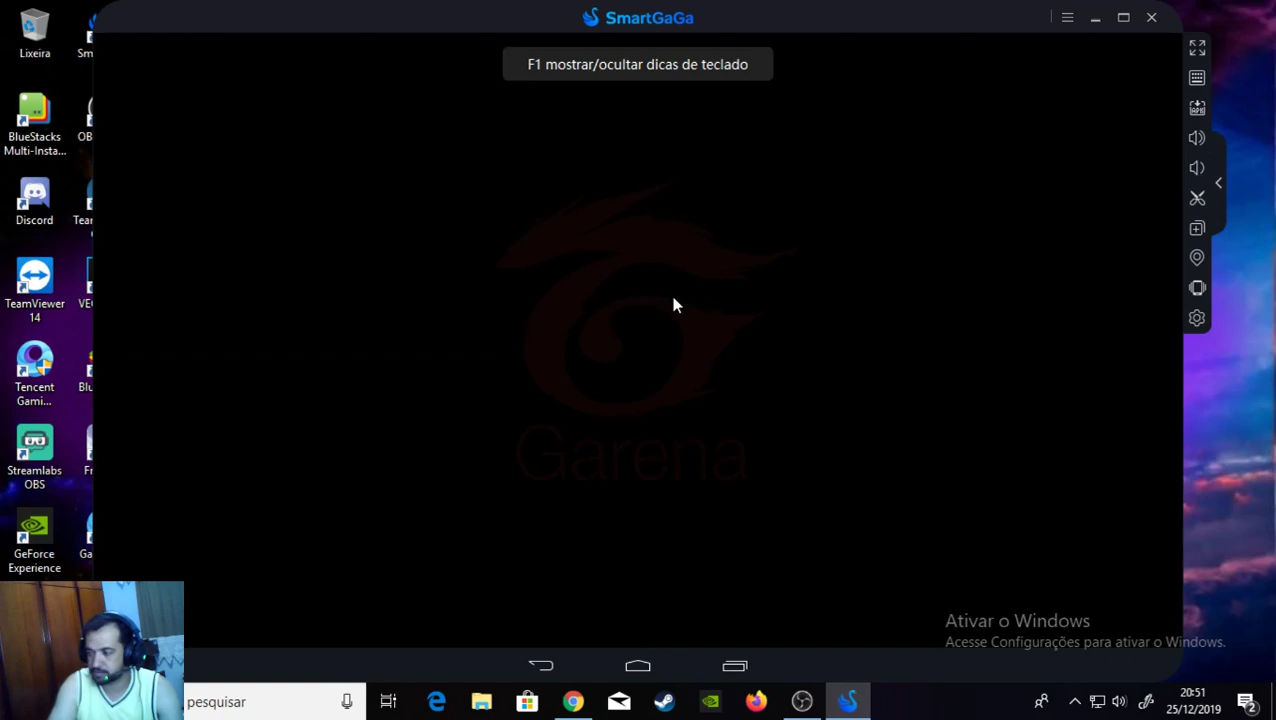 SmartGaGa
F1 mostrar/ocultar dicas de teclado
Lixeira
Sm
BlueStacks
Multi-Insta...
OB
Discord
Team
TeamViewer
14
VEG
Tencent
Gami...
Blu
Streamlabs
OBS
Fr
GeForce
Experience
Ga
Garena
Ativar o Windows
Acesse Configurações para ativar o Windows.
pesquisar
20:51
25/12/2019
2